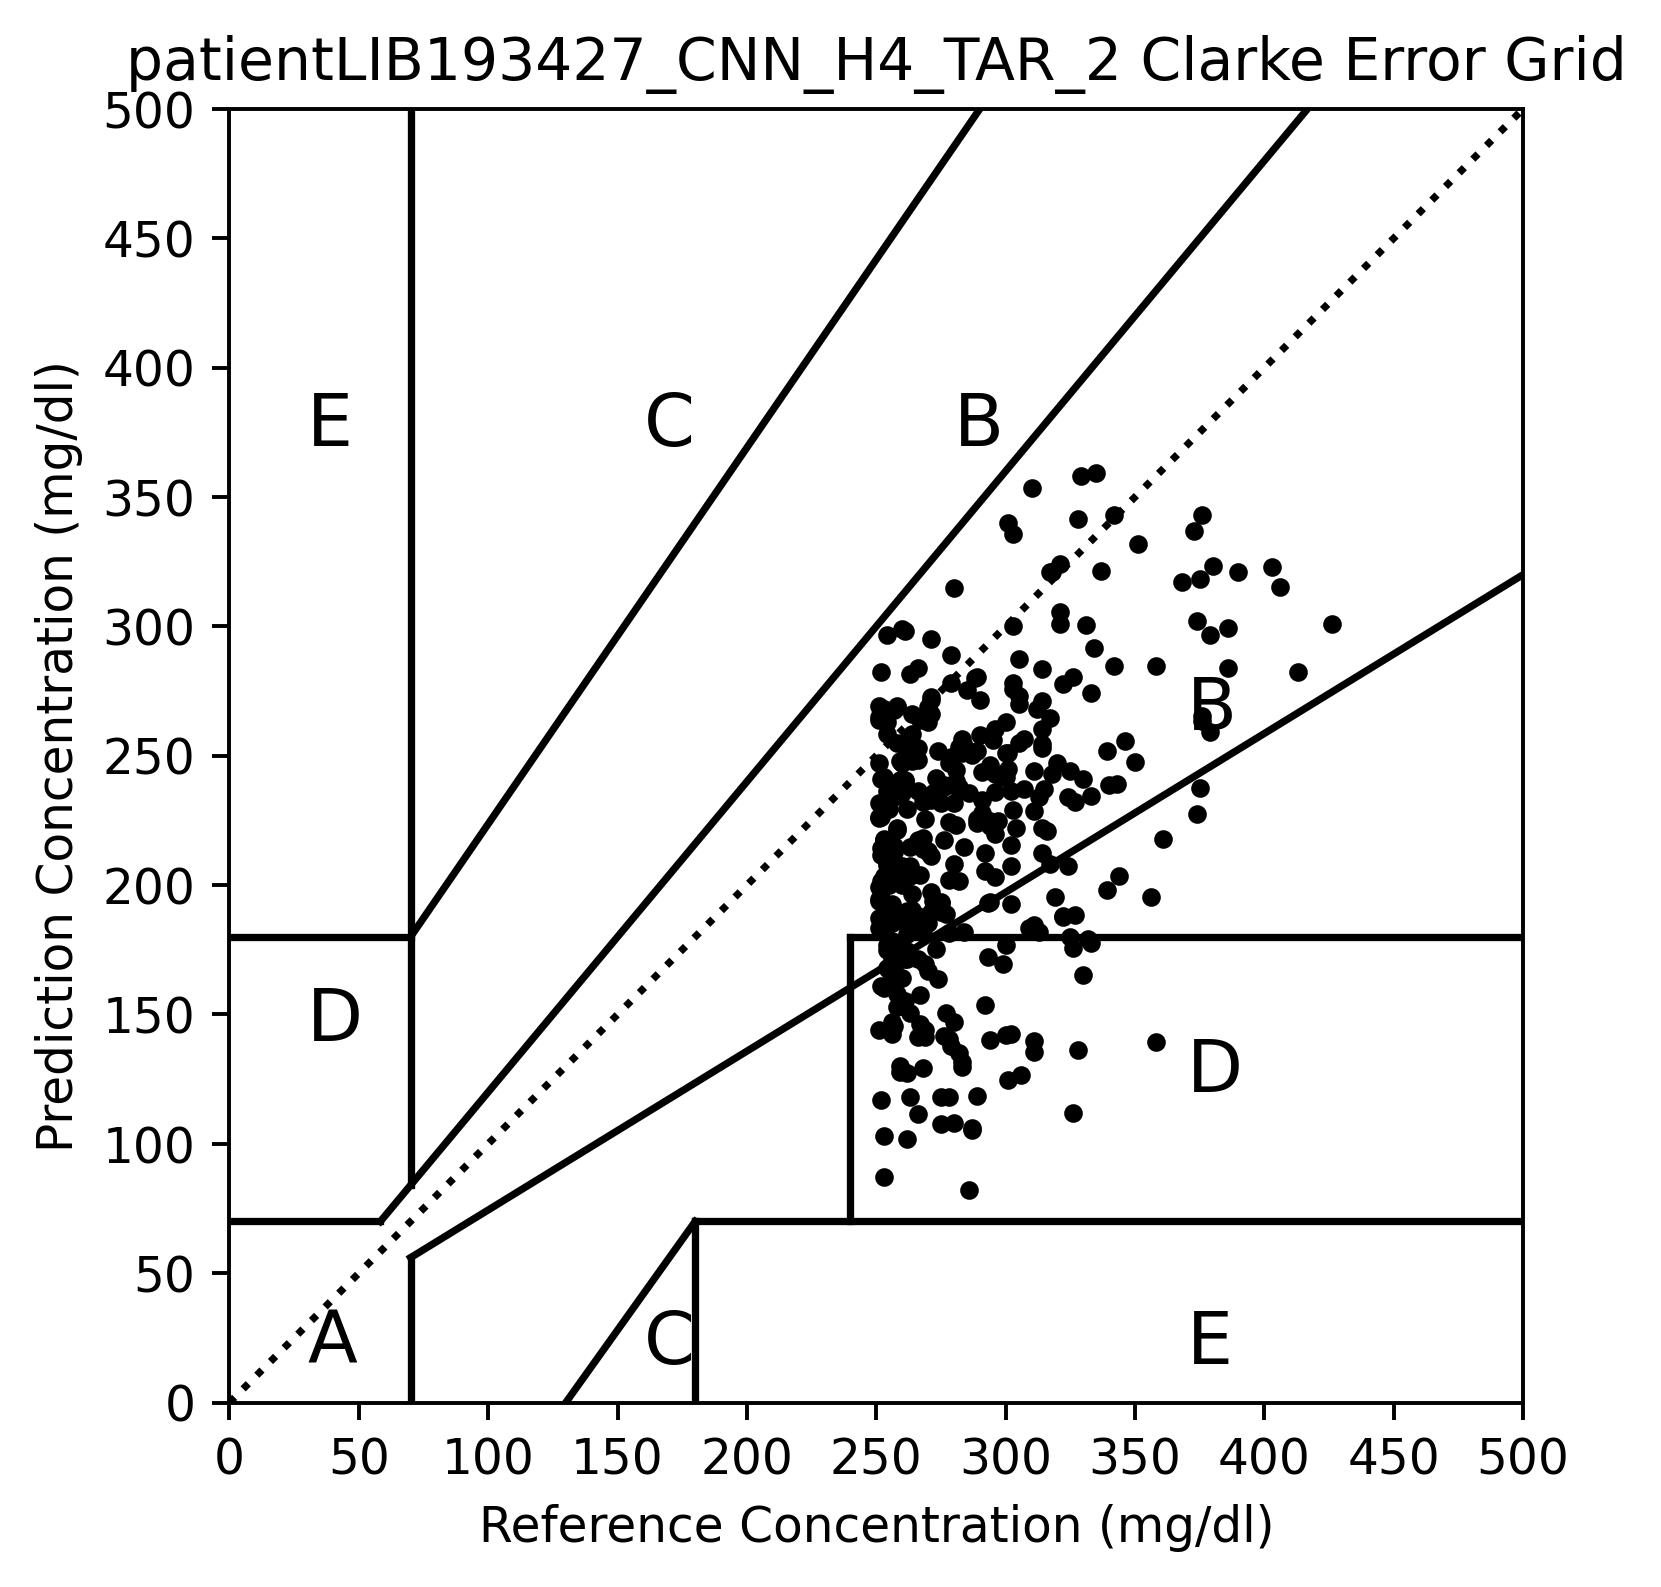 patientLIB193427_CNN_H4_TAR_2 Clarke Error Grid
500
450
400
350
300
250
200
150
100
50
0
Prediction Concentration (mg/dl)
E
C
B
B
D
D
A
C
E
0 50 100 150 200 250 300 350 400 450 500
Reference Concentration (mg/dl)